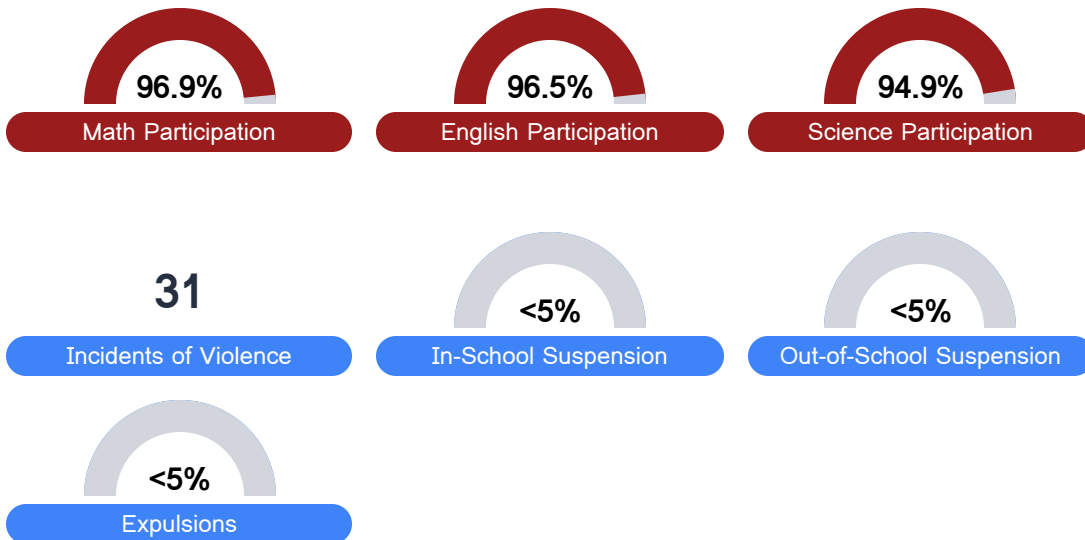 96.9%
Math Participation
96.5%
English Participation
94.9%
Science Participation
31
Incidents of Violence
<5%
In-School Suspension
<5%
Out-of-School Suspension
<5%
Expulsions